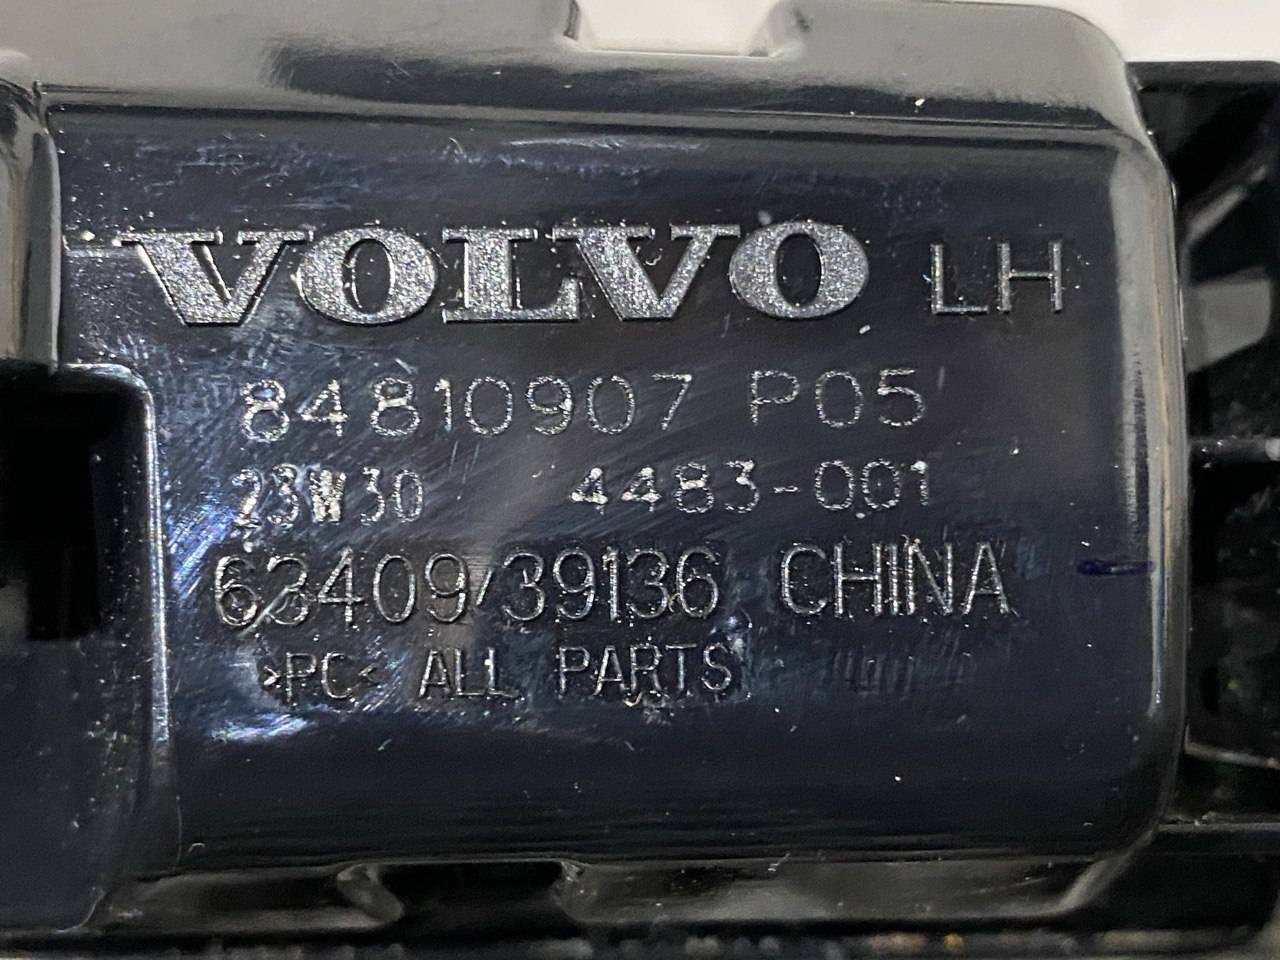 VOLVO LH
84810907 P05
23W30 4483-001
63409/39136 CHINA
>PC< ALL PARTS